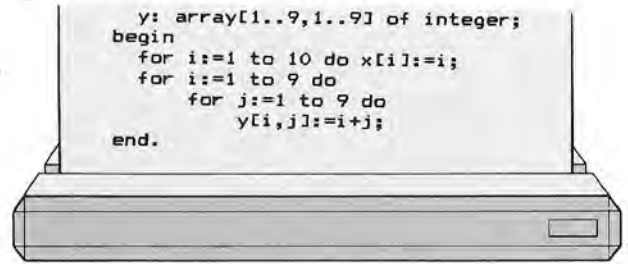 y: array[1..9,1..9] of integer;
begin
for i:=1 to 10 do x[i]:=i;
for i:=1 to 9 do
for j:=1 to 9 do
y[i,j]:=i+j;
end.